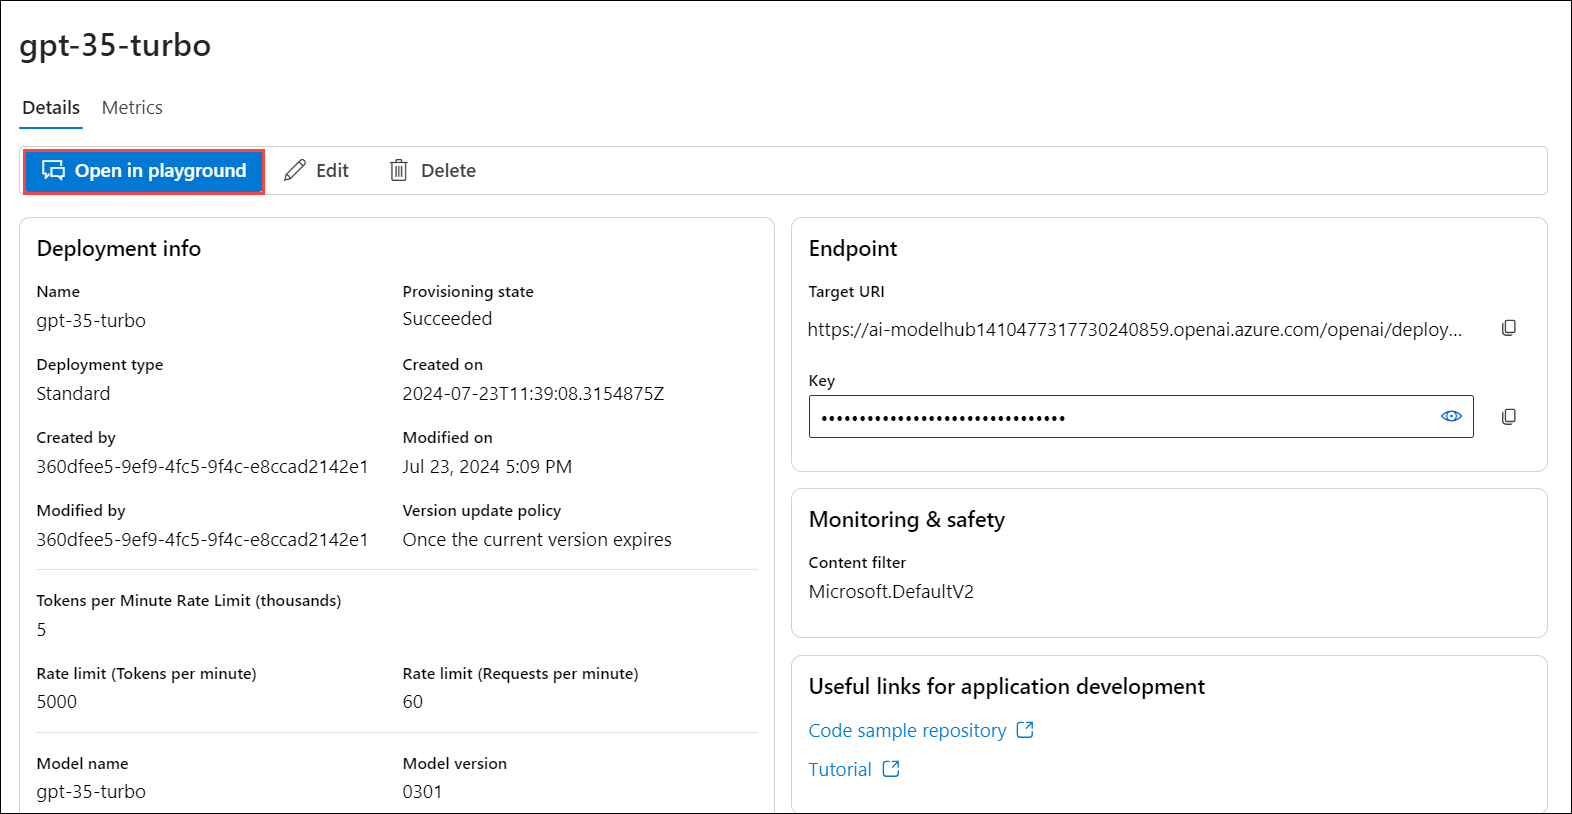 gpt-35-turbo
Details Metrics
Open in playground Edit Delete
Deployment info
Name Provisioning state
gpt-35-turbo Succeeded
Deployment type Created on
Standard 2024-07-23T11:39:08.3154875Z
Created by Modified on
360dfee5-9ef9-4fc5-9f4c-e8ccad2142e1 Jul 23, 2024 5:09 PM
Modified by Version update policy
360dfee5-9ef9-4fc5-9f4c-e8ccad2142e1 Once the current version expires
Tokens per Minute Rate Limit (thousands)
5
Rate limit (Tokens per minute) Rate limit (Requests per minute)
5000 60
Model name Model version
gpt-35-turbo 0301
Endpoint
Target URI
https://ai-modelhub1410477317730240859.openai.azure.com/openai/deploy...
Key
••••••••••••••••••••••••••••••••
Monitoring & safety
Content filter
Microsoft.DefaultV2
Useful links for application development
Code sample repository
Tutorial